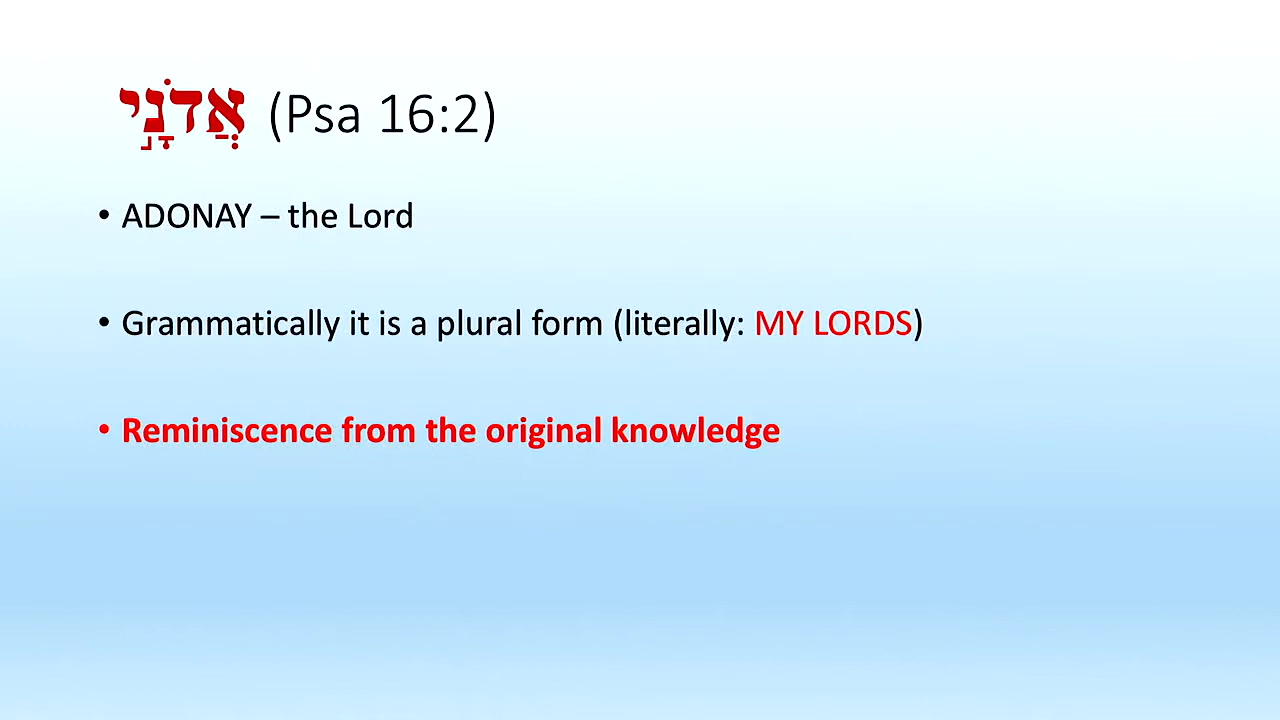 אֲדֹנָ֥י (Psa 16:2)
• ADONAY – the Lord
• Grammatically it is a plural form (literally: MY LORDS)
• Reminiscence from the original knowledge